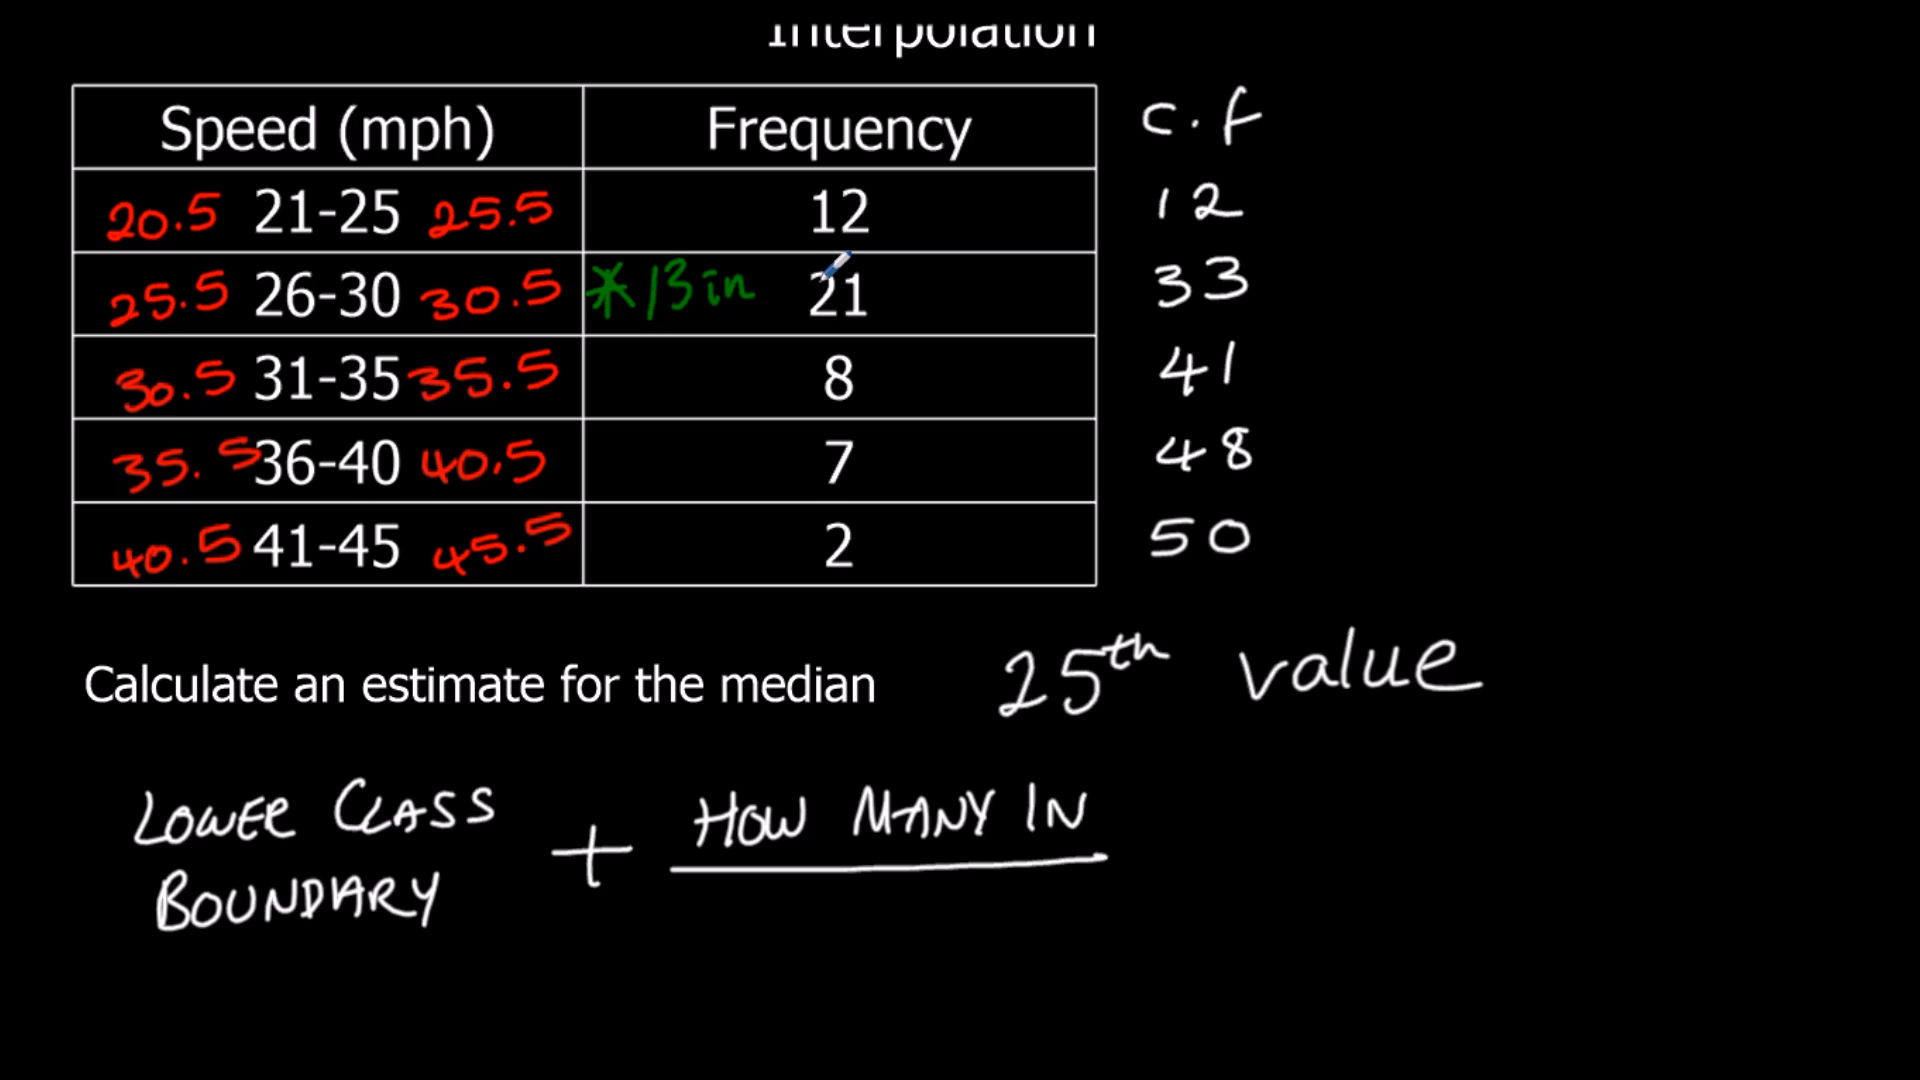 Interpolation
Speed (mph) Frequency c.f
20.5 21-25 25.5 12 12
25.5 26-30 30.5 *13 in 21 33
30.5 31-35 35.5 8 41
35.5 36-40 40.5 7 48
40.5 41-45 45.5 2 50
Calculate an estimate for the median 25th value
LOWER CLASS BOUNDARY + HOW MANY IN